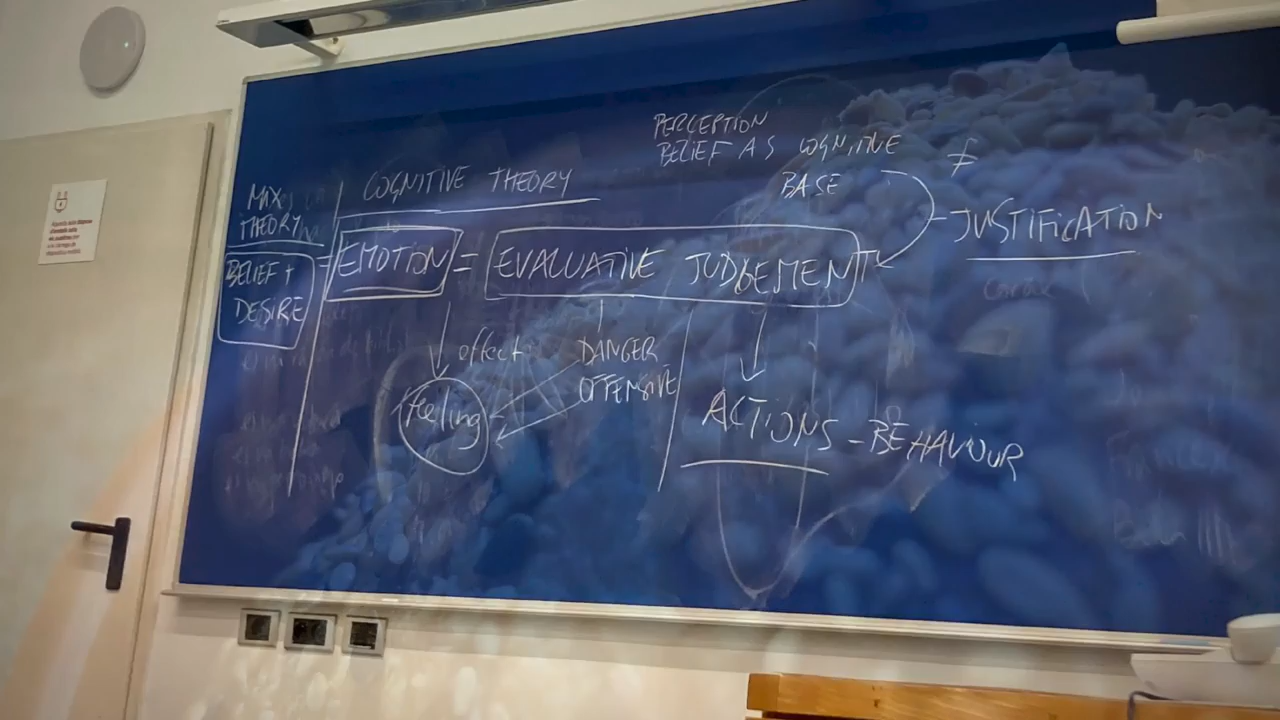 PERCEPTION
BELIEF AS COGNITIVE
BASE
≠
JUSTIFICATION
MIX
THEORY
COGNITIVE THEORY
BELIEF +
DESIRE
= EMOTION = EVALUATIVE JUDGEMENT
effect
feeling
DANGER
OFFENSIVE
ACTIONS - BEHAVIOUR